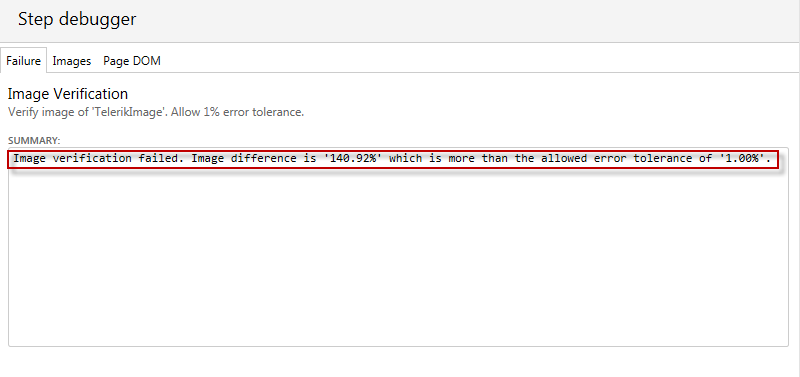 Step debugger
Failure Images Page DOM
Image Verification
Verify image of 'TelerikImage'. Allow 1% error tolerance.
SUMMARY:
Image verification failed. Image difference is '140.92%' which is more than the allowed error tolerance of '1.00%'.